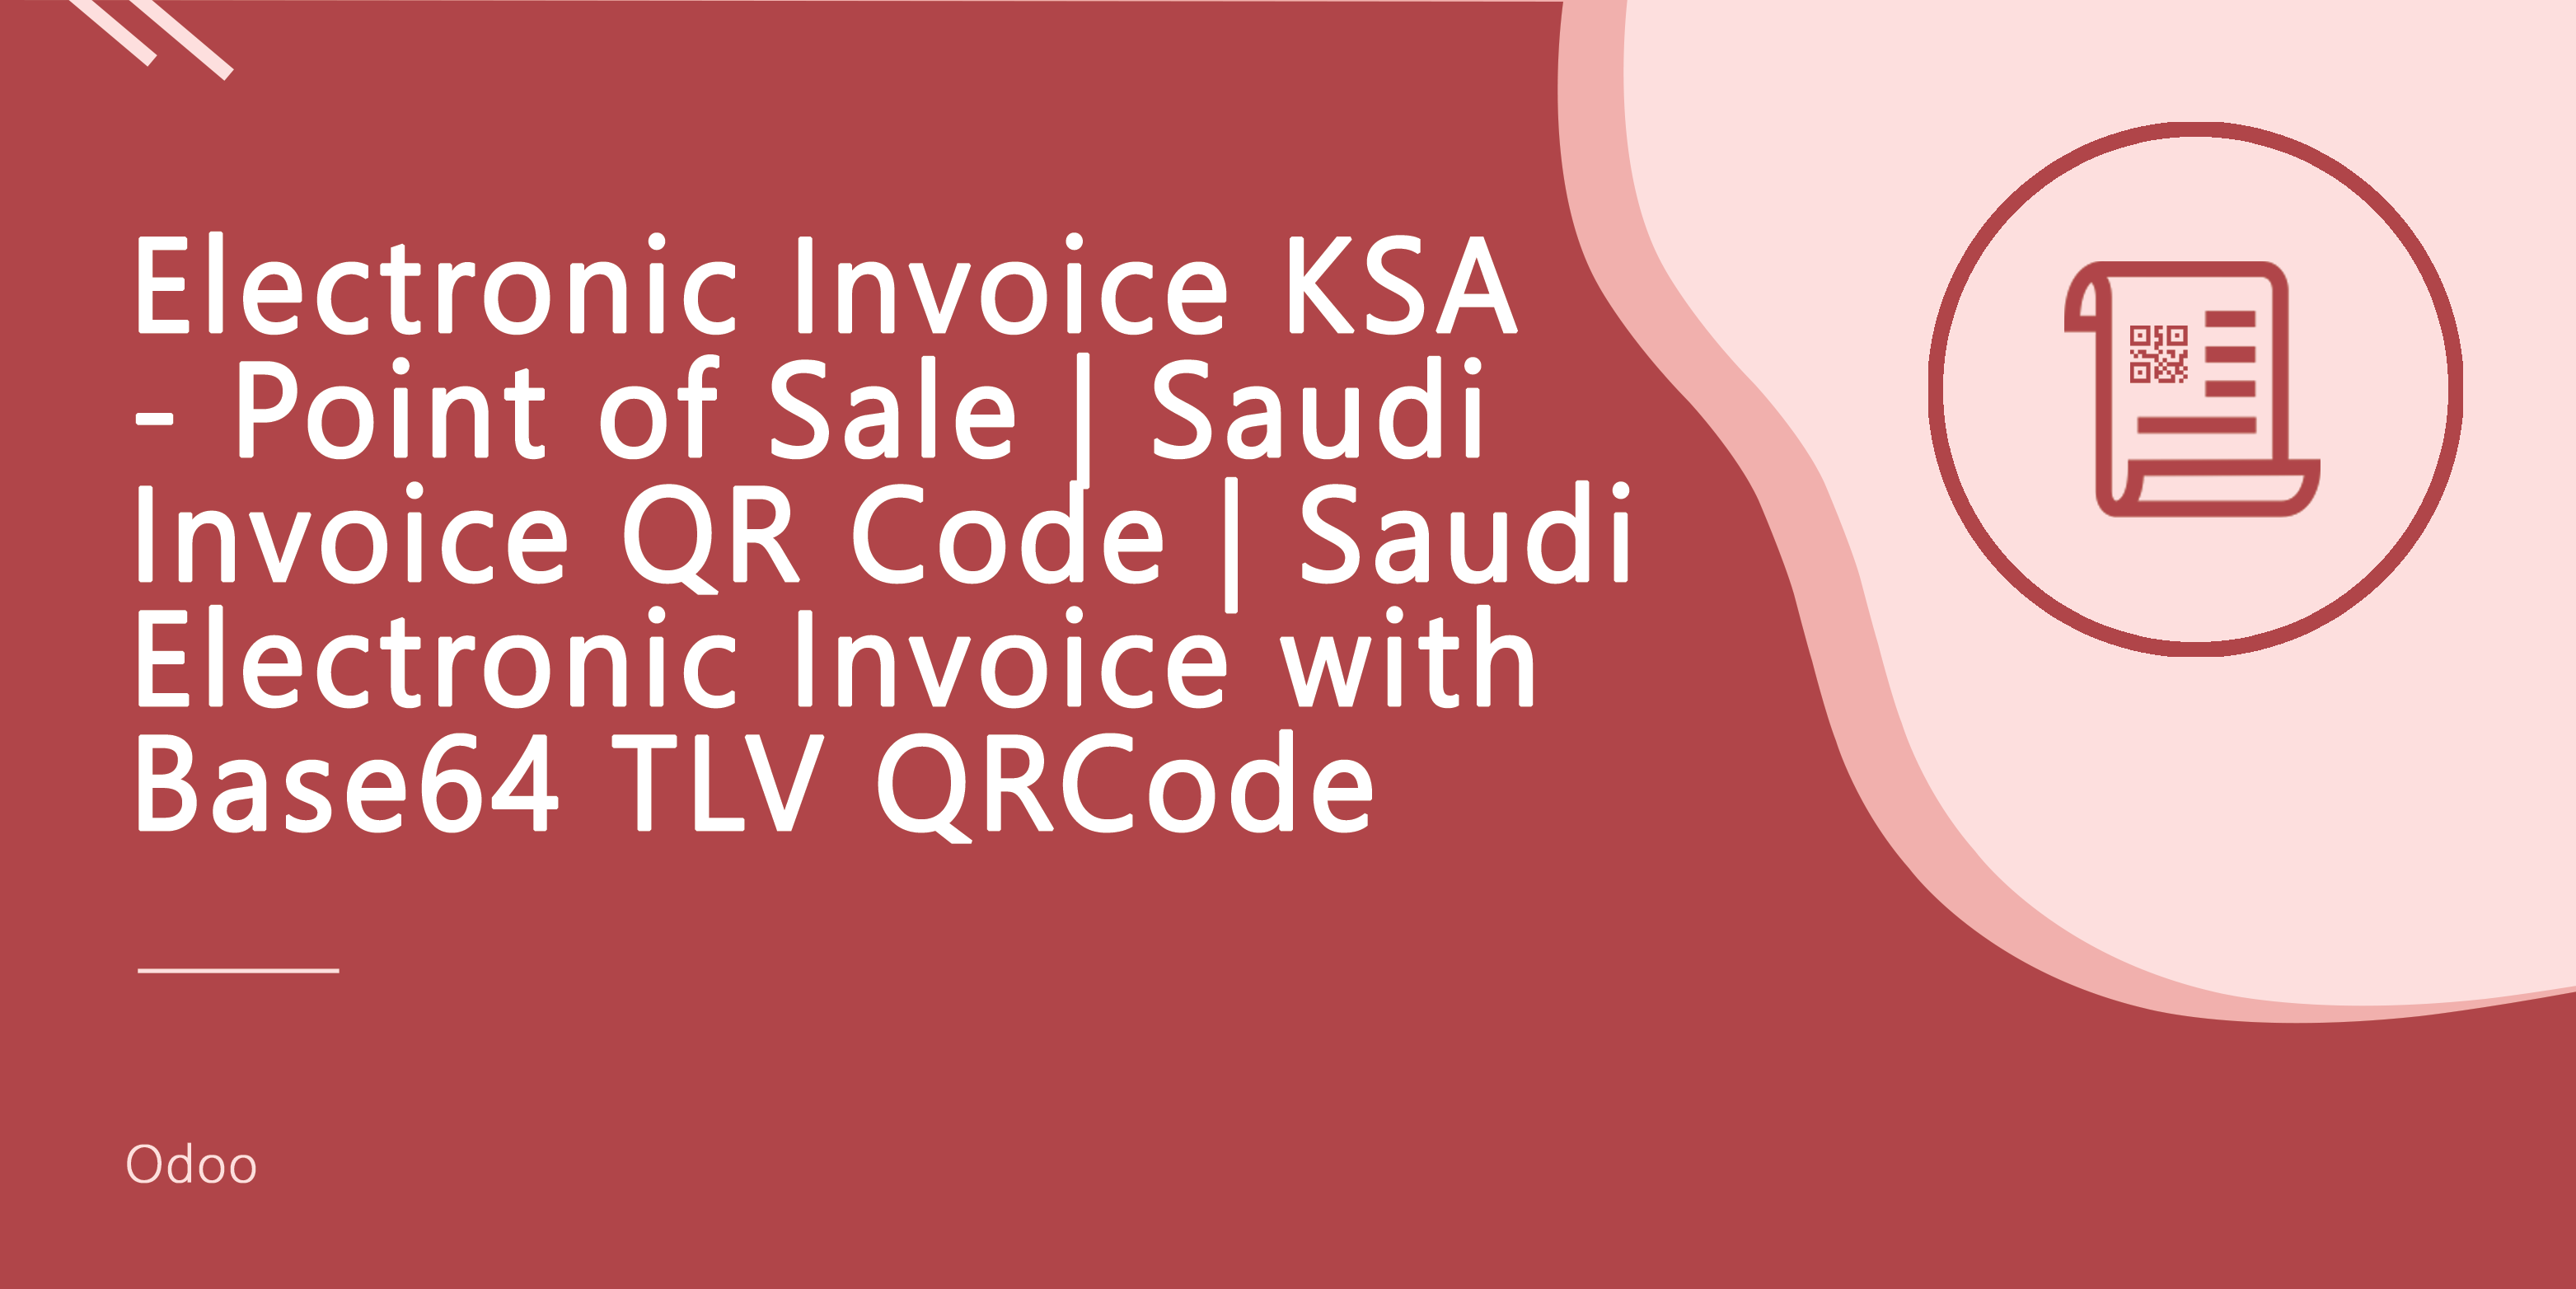 Electronic Invoice KSA
- Point of Sale | Saudi
Invoice QR Code | Saudi
Electronic Invoice with
Base64 TLV QRCode
Odoo